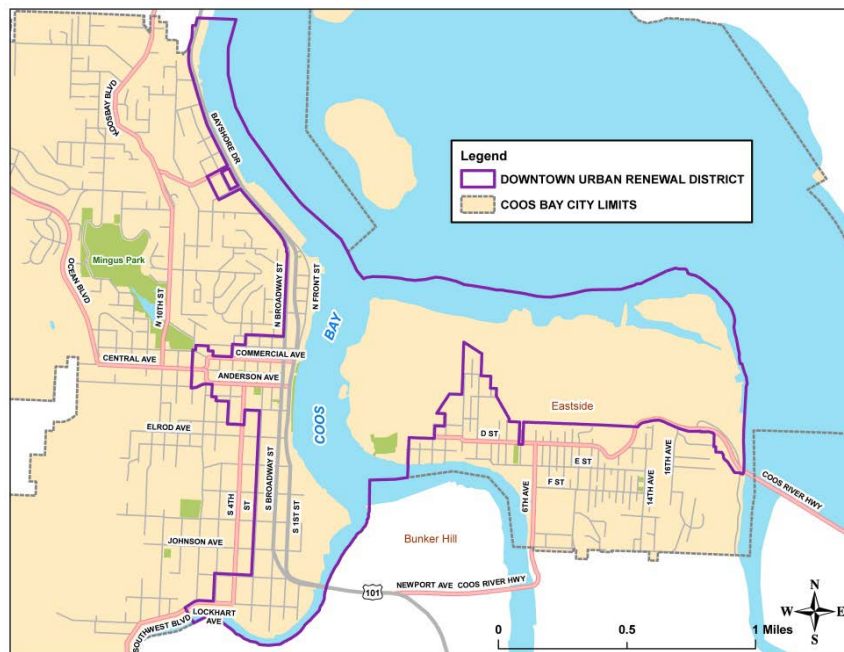 KOOSBAY BLVD
BAYSHORE DR
Legend
DOWNTOWN URBAN RENEWAL DISTRICT
COOS BAY CITY LIMITS
Mingus Park
OCEAN BLVD
N 10TH ST
N BROADWAY ST
N FRONT ST
COOS BAY
CENTRAL AVE
COMMERCIAL AVE
ANDERSON AVE
Eastside
ELROD AVE
D ST
E ST
F ST
6TH AVE
14TH AVE
16TH AVE
COOS RIVER HWY
S 4TH ST
S BROADWAY ST
S 1ST ST
JOHNSON AVE
Bunker Hill
101
NEWPORT AVE COOS RIVER HWY
LOCKHART AVE
SOUTHWEST BLVD
N
W E
S
0 0.5 1 Miles